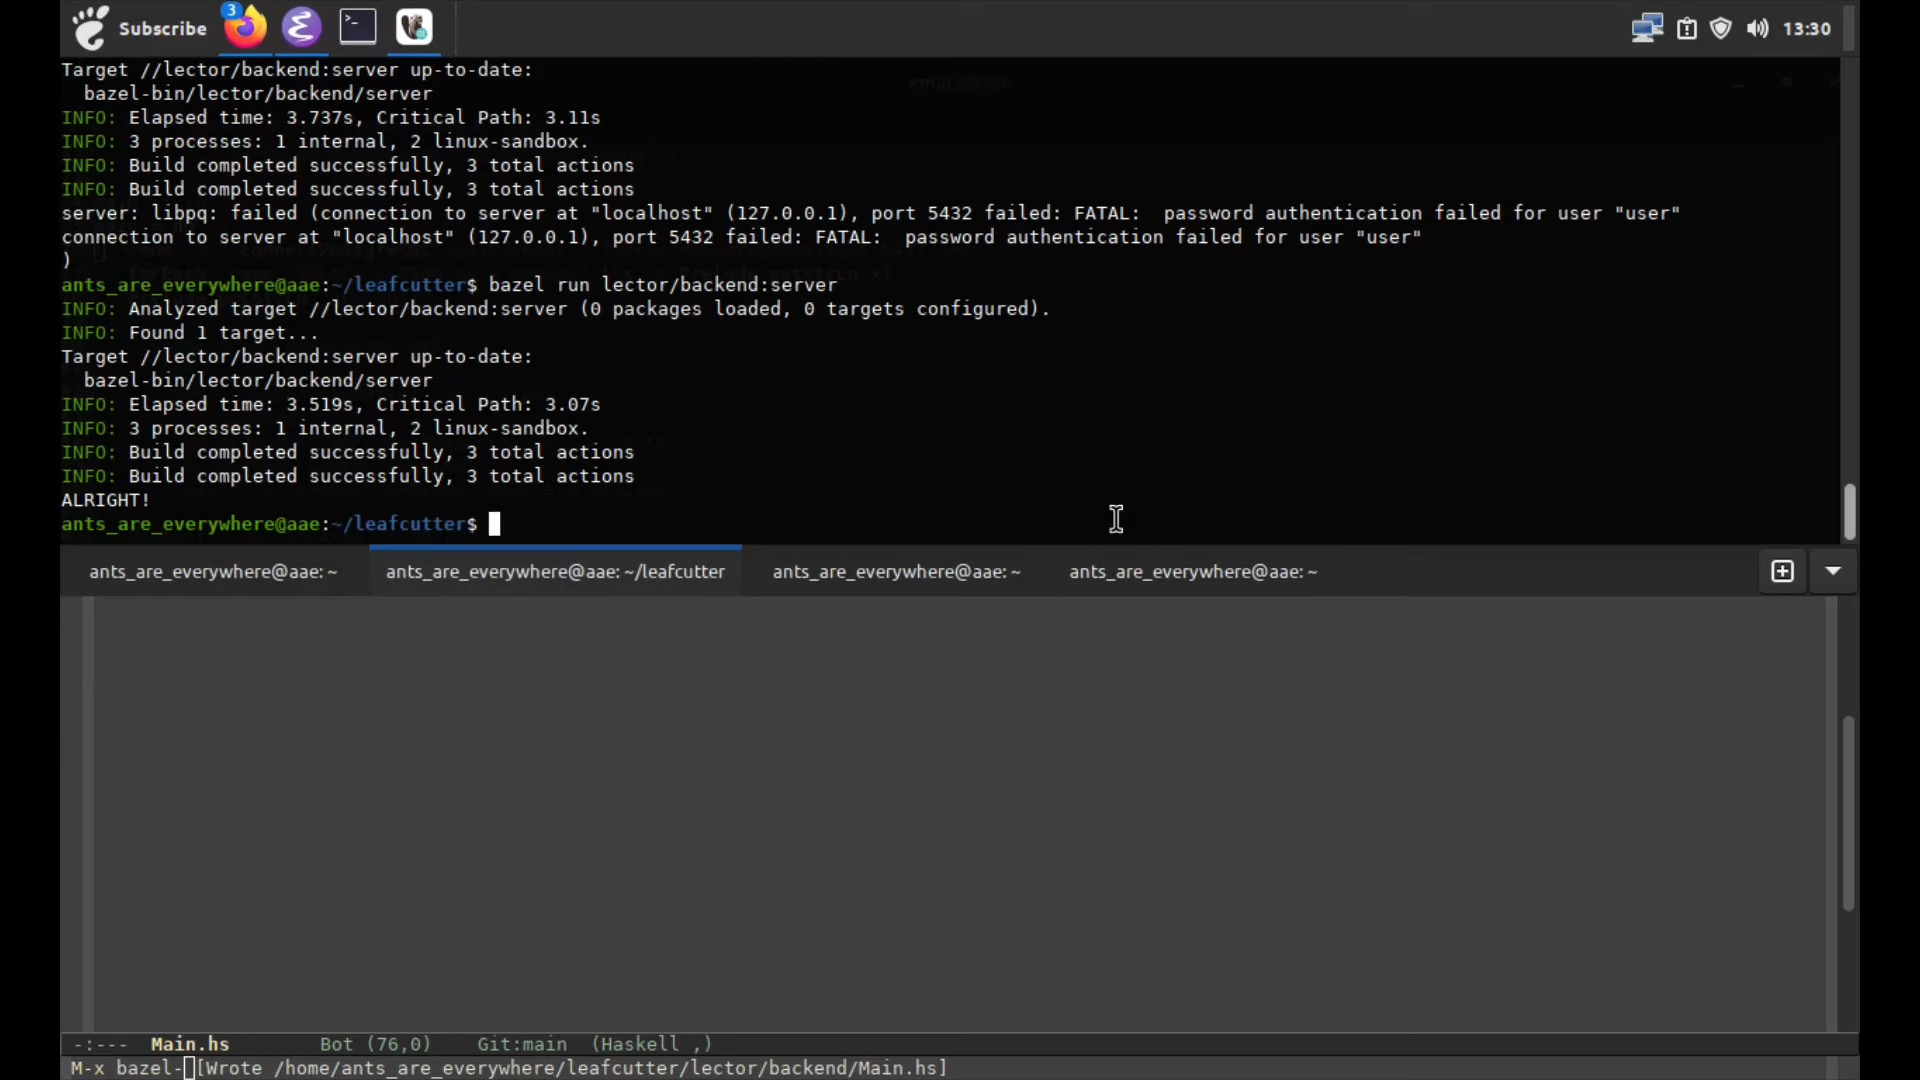 Subscribe 3 13:30
Target //lector/backend:server up-to-date:
bazel-bin/lector/backend/server
INFO: Elapsed time: 3.737s, Critical Path: 3.11s
INFO: 3 processes: 1 internal, 2 linux-sandbox.
INFO: Build completed successfully, 3 total actions
INFO: Build completed successfully, 3 total actions
server: libpq: failed (connection to server at "localhost" (127.0.0.1), port 5432 failed: FATAL:  password authentication failed for user "user"
connection to server at "localhost" (127.0.0.1), port 5432 failed: FATAL:  password authentication failed for user "user"
)
ants_are_everywhere@aae:~/leafcutter$ bazel run lector/backend:server
INFO: Analyzed target //lector/backend:server (0 packages loaded, 0 targets configured).
INFO: Found 1 target...
Target //lector/backend:server up-to-date:
bazel-bin/lector/backend/server
INFO: Elapsed time: 3.519s, Critical Path: 3.07s
INFO: 3 processes: 1 internal, 2 linux-sandbox.
INFO: Build completed successfully, 3 total actions
INFO: Build completed successfully, 3 total actions
ALRIGHT!
ants_are_everywhere@aae:~/leafcutter$
ants_are_everywhere@aae: ~ ants_are_everywhere@aae: ~/leafcutter ants_are_everywhere@aae: ~ ants_are_everywhere@aae: ~
-:--- Main.hs Bot (76,0) Git:main (Haskell ,)
M-x bazel-[Wrote /home/ants_are_everywhere/leafcutter/lector/backend/Main.hs]